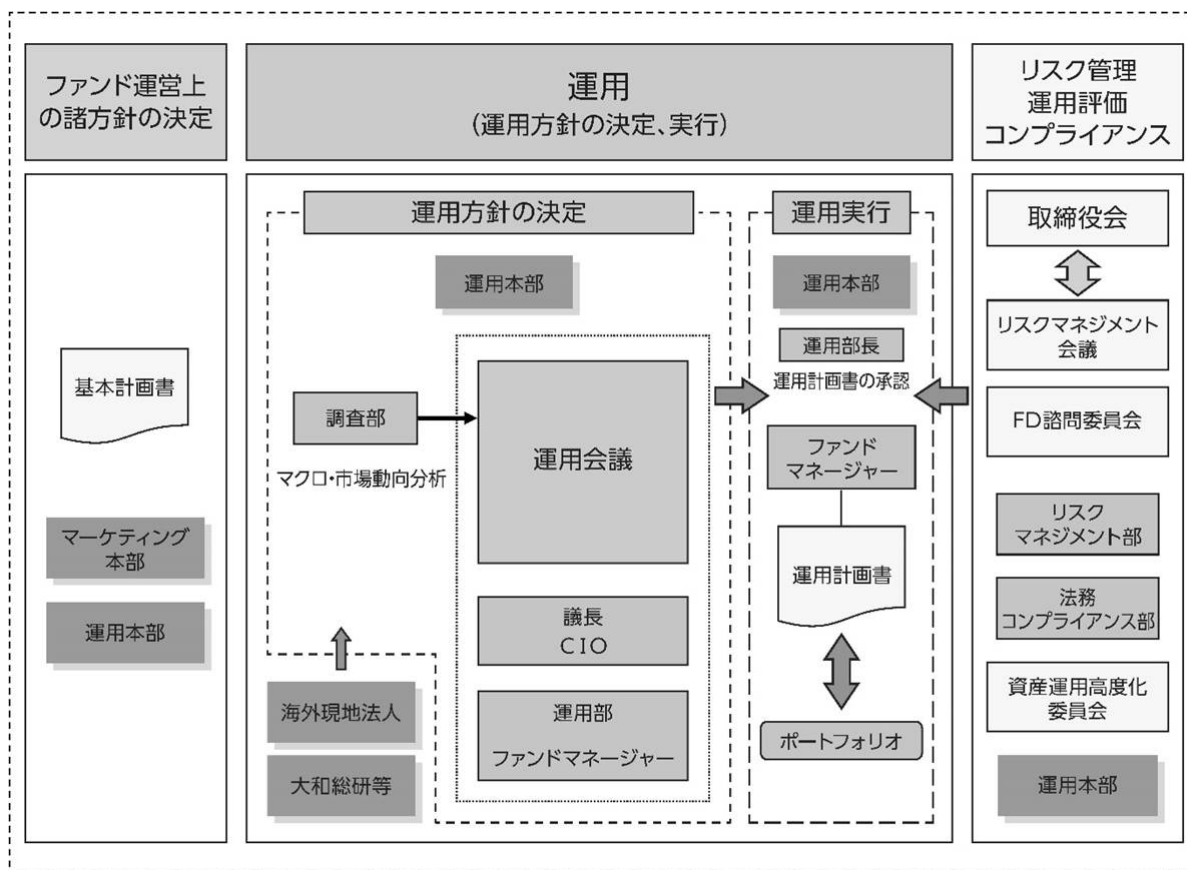 ファンド運営上
の諸方針の決定
運用
(運用方針の決定、実行)
リスク管理
運用評価
コンプライアンス
基本計画書
マーケティング
本部
運用本部
運用方針の決定
運用本部
調査部
マクロ・市場動向分析
運用会議
議長
CIO
運用部
ファンドマネージャー
海外現地法人
大和総研等
運用実行
運用本部
運用部長
運用計画書の承認
ファンド
マネージャー
運用計画書
ポートフォリオ
取締役会
リスクマネジメント
会議
FD諮問委員会
リスク
マネジメント部
法務
コンプライアンス部
資産運用高度化
委員会
運用本部